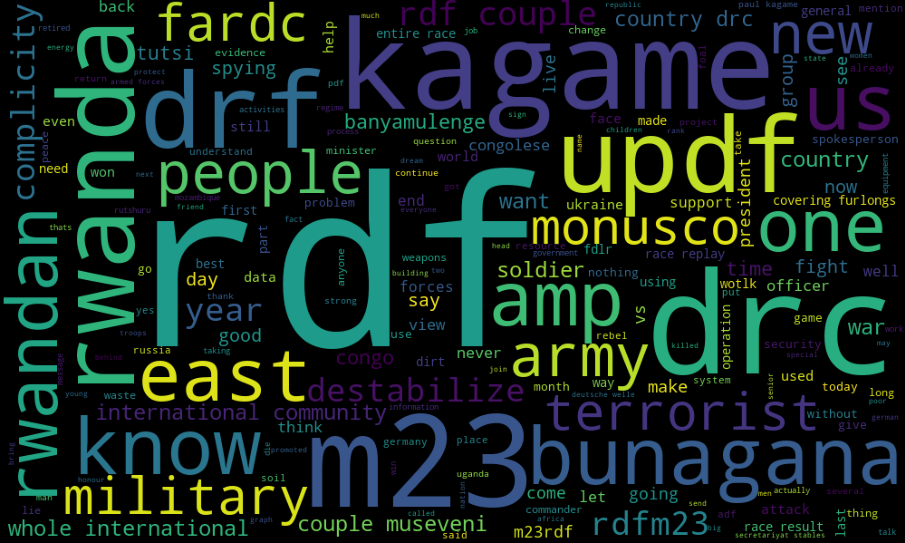 back
armed forces
energy
retired
much
republic
fardc
evidence
help
job
rdf couple
entire race
change
paul kagame
country drc
general
mention
new
rwanda
tutsi
spying
kagame
live
foal
group
see
already
us
complicity
even
peace
need
won
return
pdf
protect
women
state
drf
activities
still
regime
process
banyamulenge
congolese
face
made
project
sign
rank
children
spokesperson
take
name
question
go
understand
minister
world
updf
country
now
equipment
people
dream
continue
got
everyone
problem
end
want
ukraine
support
president
covering furlongs
rwandan
rutshuru
thats
mozambique
friend
next
first
fact
part
resource
government
monusco
one
yes
best
data
anyone
weapons
head
fdlr
race replay
time
fight
well
rdf
day
building
two
soldier
nothing
using
wotlk
officer
put
year
thank
strong
forces
say
amp
vs
rebel
operation
game
war
work
troops
good
view
use
drc
killed
security
special
may
russia
taking
dirt
never
army
join
system
message
behind
east
congo
month
way
make
used
today
long
young
waste
destabilize
deutsche welle
senior
without
poor
know
international community
information
terrorist
give
german
think
germany
place
bring
die
honour
promoted
m23
bunagana
man
soil
uganda
several
military
lie
min
nation
come
let
going
men
actually
commander
send
adf
attack
graph
called
africa
big
last
thing
whole international
couple museveni
said
m23rdf
rdfm23
race result
secretariat stables
talk